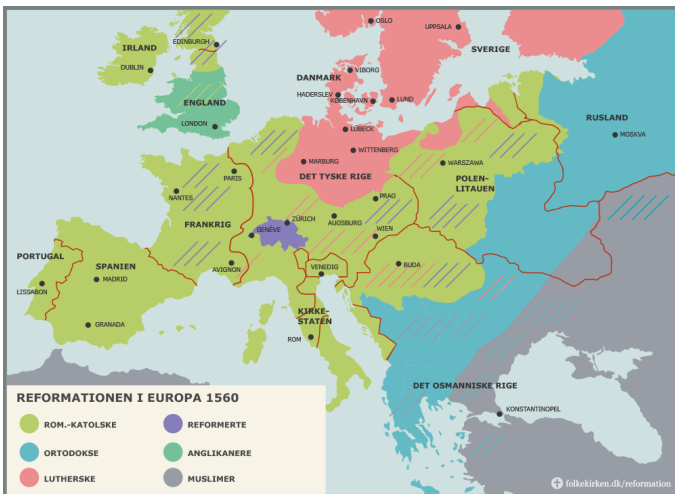 OSLO
UPPSALA
IRLAND
EDINBURGH
SVERIGE
DUBLIN
DANMARK
VIBORG
HADERSLEV
KØBENHAVN
LUND
ENGLAND
RUSLAND
LONDON
LÜBECK
MOSKVA
WITTENBERG
MARBURG
WARSZAWA
PARIS
DET TYSKE RIGE
POLEN-
LITAUEN
NANTES
PRAG
FRANKRIG
ZÜRICH
AUGSBURG
GENÈVE
WIEN
PORTUGAL
SPANIEN
AVIGNON
VENEDIG
BUDA
MADRID
LISSABON
KIRKE-
STATEN
GRANADA
ROM
DET OSMANNISKE RIGE
KONSTANTINOPEL
REFORMATIONEN I EUROPA 1560
ROM.-KATOLSKE
REFORMERTE
ORTODOKSE
ANGLIKANERE
LUTHERSKE
MUSLIMER
folkekirken.dk/reformation